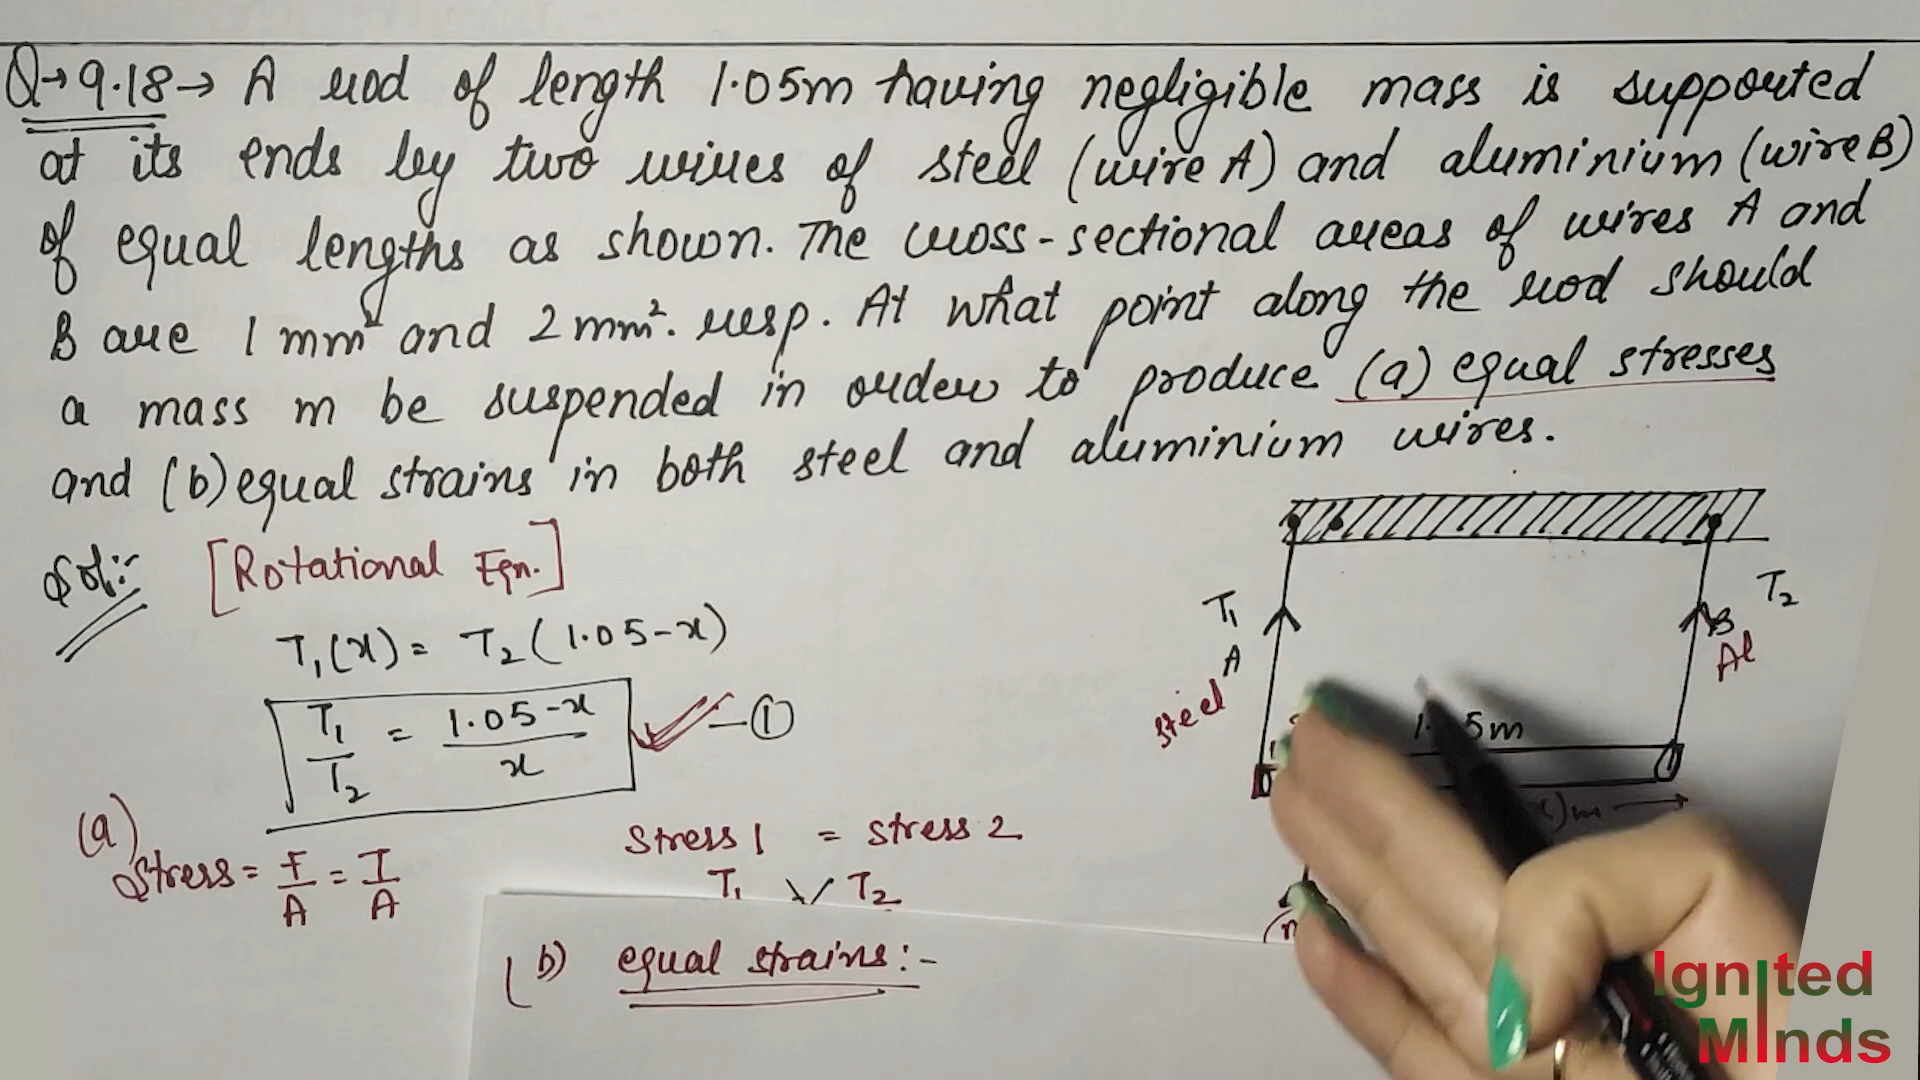 Q→9.18→ A rod of length 1.05m having negligible mass is supported
at its ends by two wires of steel (wire A) and aluminium (wire B)
of equal lengths as shown. The cross-sectional areas of wires A and
B are 1 mm² and 2 mm². resp. At what point along the rod should
a mass m be suspended in order to produce (a) equal stresses
and (b) equal strains in both steel and aluminium wires.
Sol:-
[Rotational Eqn.]
T₁(x) = T₂(1.05-x)
T₁/T₂ = 1.05-x/x —①
(a)
Stress = F/A = T/A
Stress 1 = stress 2
T₁ T₂
(b) equal strains:-
T₁
A
steel
T₂
B
Al
m
Ignited
Minds